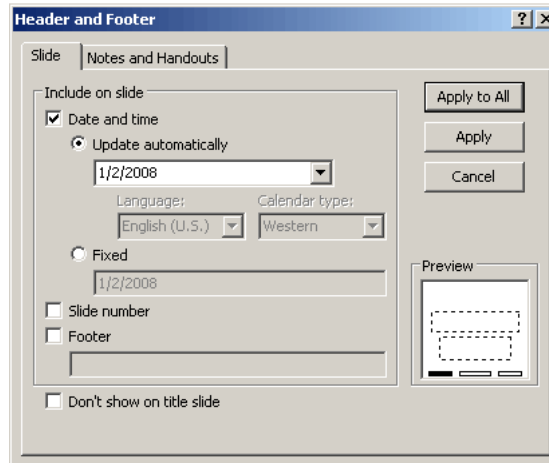 Header and Footer
Slide
Notes and Handouts
Include on slide
Date and time
Update automatically
1/2/2008
Language:
Calendar type:
English (U.S.)
Western
Fixed
1/2/2008
Slide number
Footer
Don't show on title slide
Apply to All
Apply
Cancel
Preview